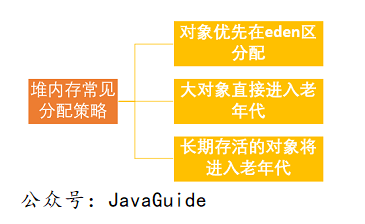 堆内存常见
分配策略
对象优先在eden区
分配
大对象直接进入老
年代
长期存活的对象将
进入老年代
公众号：JavaGuide